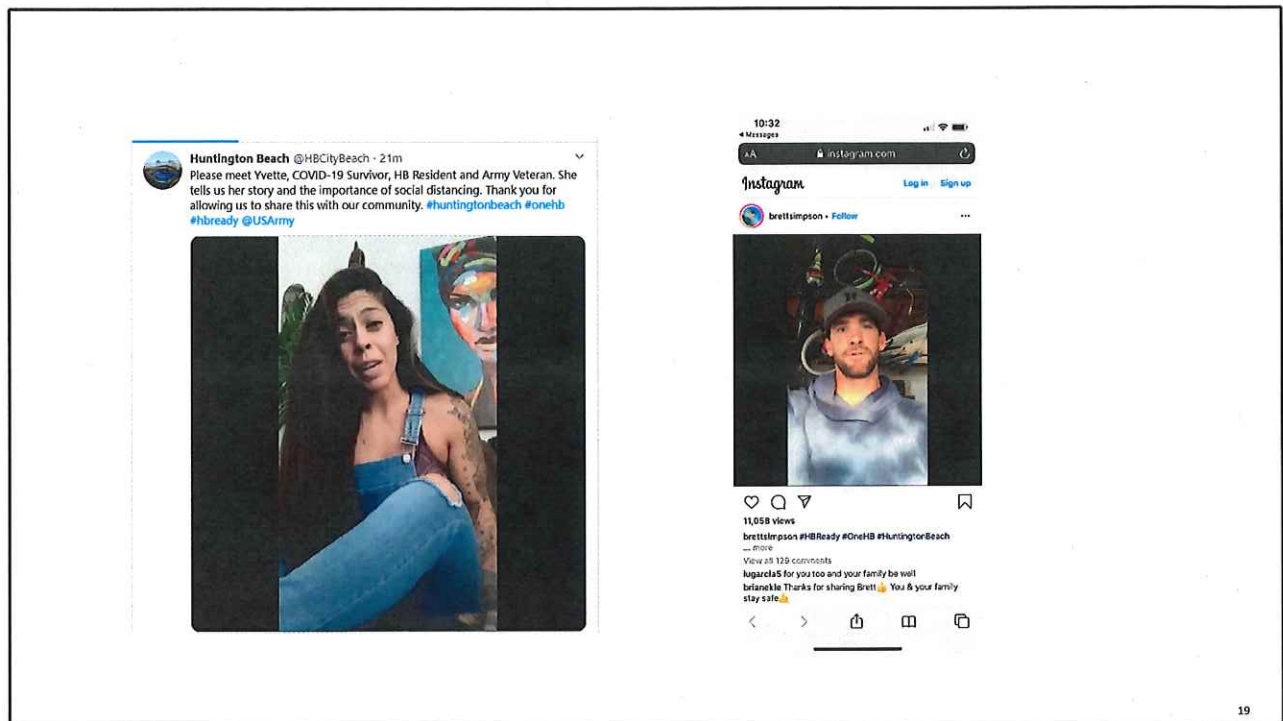 Huntington Beach @HBCityBeach · 21m
Please meet Yvette, COVID-19 Survivor, HB Resident and Army Veteran. She
tells us her story and the importance of social distancing. Thank you for
allowing us to share this with our community. #huntingtonbeach #onehb
#hbready @USArmy
10:32
Messages
AA instagram.com
Instagram
Log in Sign up
brettsimpson • Follow
11,058 views
brettsimpson #HBReady #OneHB #HuntingtonBeach
... more
View all 129 comments
lugarcia5 for you too and your family be well
brianekle Thanks for sharing Brett👍 You & your family
stay safe🤙
19